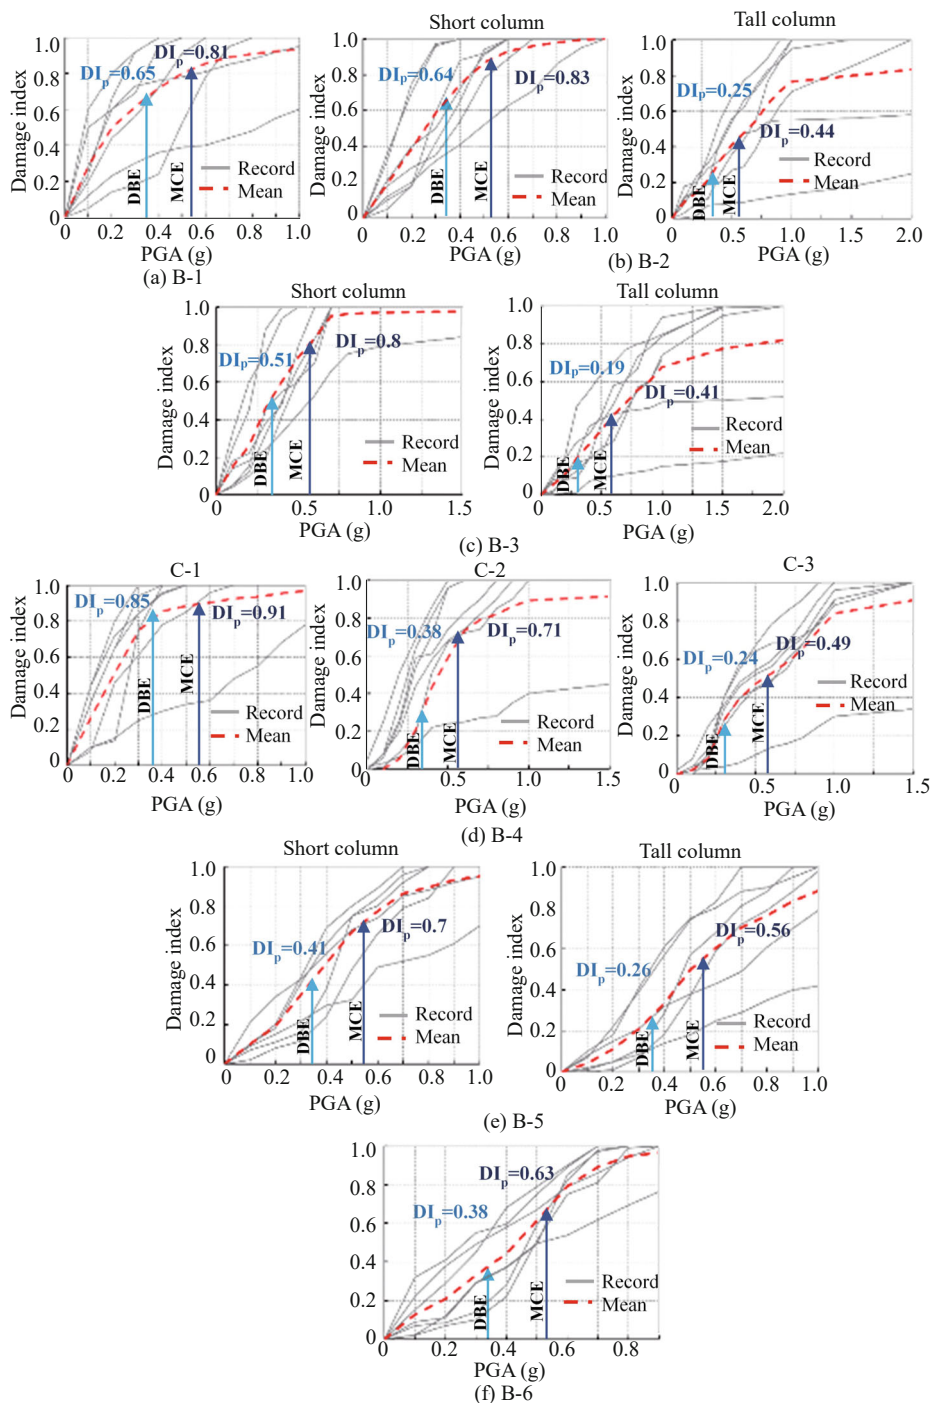 Short column
Tall column
Damage index
1.0
0.8
0.6
0.4
0.2
0
DI_p=0.81
DI_p=0.65
DBE
MCE
Record
Mean
0 0.2 0.4 0.6 0.8 1.0
PGA (g)
(a) B-1
Damage index
1.0
0.8
0.6
0.4
0.2
0
DI_p=0.64
DI_p=0.83
DBE
MCE
Record
Mean
0 0.2 0.4 0.6 0.8 1.0
PGA (g)
Damage index
1.0
0.8
0.6
0.4
0.2
0
DI_p=0.25
DI_p=0.44
DBE
MCE
Record
Mean
0 0.5 1.0 1.5 2.0
PGA (g)
(b) B-2
Short column
Damage index
1.0
0.8
0.6
0.4
0.2
0
DI_p=0.51
DI_p=0.8
DBE
MCE
Record
Mean
0 0.5 1.0 1.5
PGA (g)
Tall column
Damage index
1.0
0.8
0.6
0.4
0.2
0
DI_p=0.19
DI_p=0.41
DBE
MCE
Record
Mean
0 0.5 1.0 1.5 2.0
PGA (g)
(c) B-3
C-1
Damage index
1.0
0.8
0.6
0.4
0.2
0
DI_p=0.85
DI_p=0.91
DBE
MCE
Record
Mean
0 0.2 0.4 0.6 0.8 1.0
PGA (g)
C-2
Damage index
1.0
0.8
0.6
0.4
0.2
0
DI_p=0.38
DI_p=0.71
DBE
MCE
Record
Mean
0 0.5 1.0 1.5
PGA (g)
C-3
Damage index
1.0
0.8
0.6
0.4
0.2
0
DI_p=0.24
DI_p=0.49
DBE
MCE
Record
Mean
0 0.5 1.0 1.5
PGA (g)
(d) B-4
Short column
Damage index
1.0
0.8
0.6
0.4
0.2
0
DI_p=0.41
DI_p=0.7
DBE
MCE
Record
Mean
0 0.2 0.4 0.6 0.8 1.0
PGA (g)
Tall column
Damage index
1.0
0.8
0.6
0.4
0.2
0
DI_p=0.26
DI_p=0.56
DBE
MCE
Record
Mean
0 0.2 0.4 0.6 0.8 1.0
PGA (g)
(e) B-5
Damage index
1.0
0.8
0.6
0.4
0.2
0
DI_p=0.63
DI_p=0.38
DBE
MCE
Record
Mean
0 0.2 0.4 0.6 0.8
PGA (g)
(f) B-6